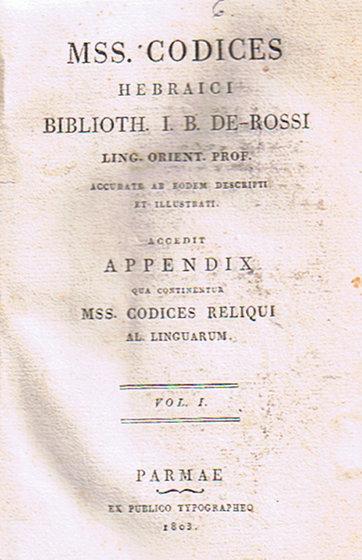 6
MSS. CODICES
HEBRAICI
BIBLIOTH. I. B. DE-ROSSI
LING. ORIENT. PROF.
ACCURATE AB EODEM DESCRIPTI
ET ILLUSTRATI.
ACCEDIT
APPENDIX
QUA CONTINENTUR
MSS. CODICES RELIQUI
AL. LINGUARUM.
VOL. I.
PARMAE
EX PUBLICO TYPOGRAPHEO
1803.